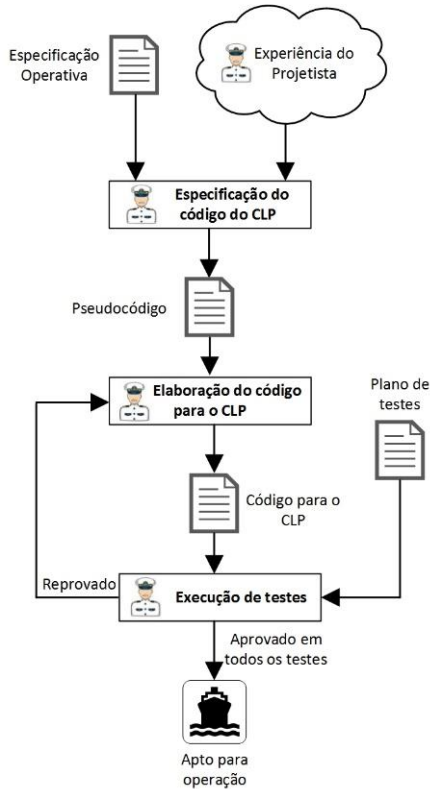 Especificação
Operativa
Experiência do
Projetista
Especificação do
código do CLP
Pseudocódigo
Elaboração do código
para o CLP
Plano de
testes
Código para o
CLP
Reprovado
Execução de testes
Aprovado em
todos os testes
Apto para
operação